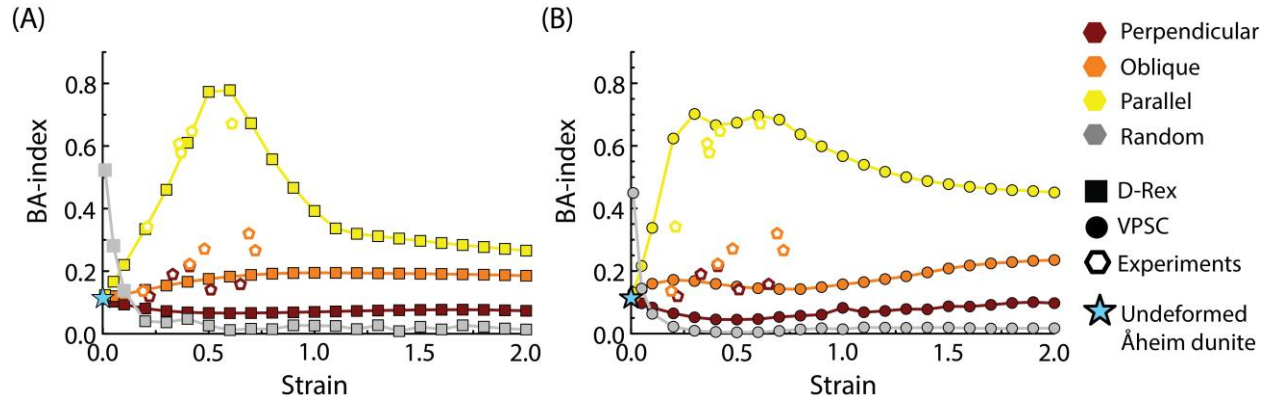 (A)
BA-index
0.8
0.6
0.4
0.2
0.0
0.0 0.5 1.0 1.5 2.0
Strain
(B)
BA-index
0.8
0.6
0.4
0.2
0.0
0.0 0.5 1.0 1.5 2.0
Strain
Perpendicular
Oblique
Parallel
Random
D-Rex
VPSC
Experiments
Undeformed
Åheim dunite